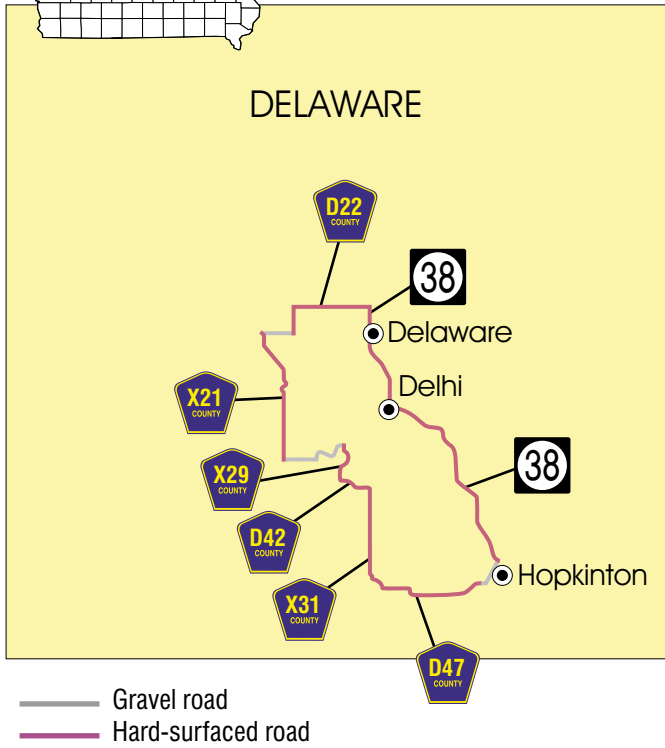 DELAWARE
D22
COUNTY
38
Delaware
Delhi
X21
COUNTY
38
X29
COUNTY
D42
COUNTY
Hopkinton
X31
COUNTY
D47
COUNTY
Gravel road
Hard-surfaced road